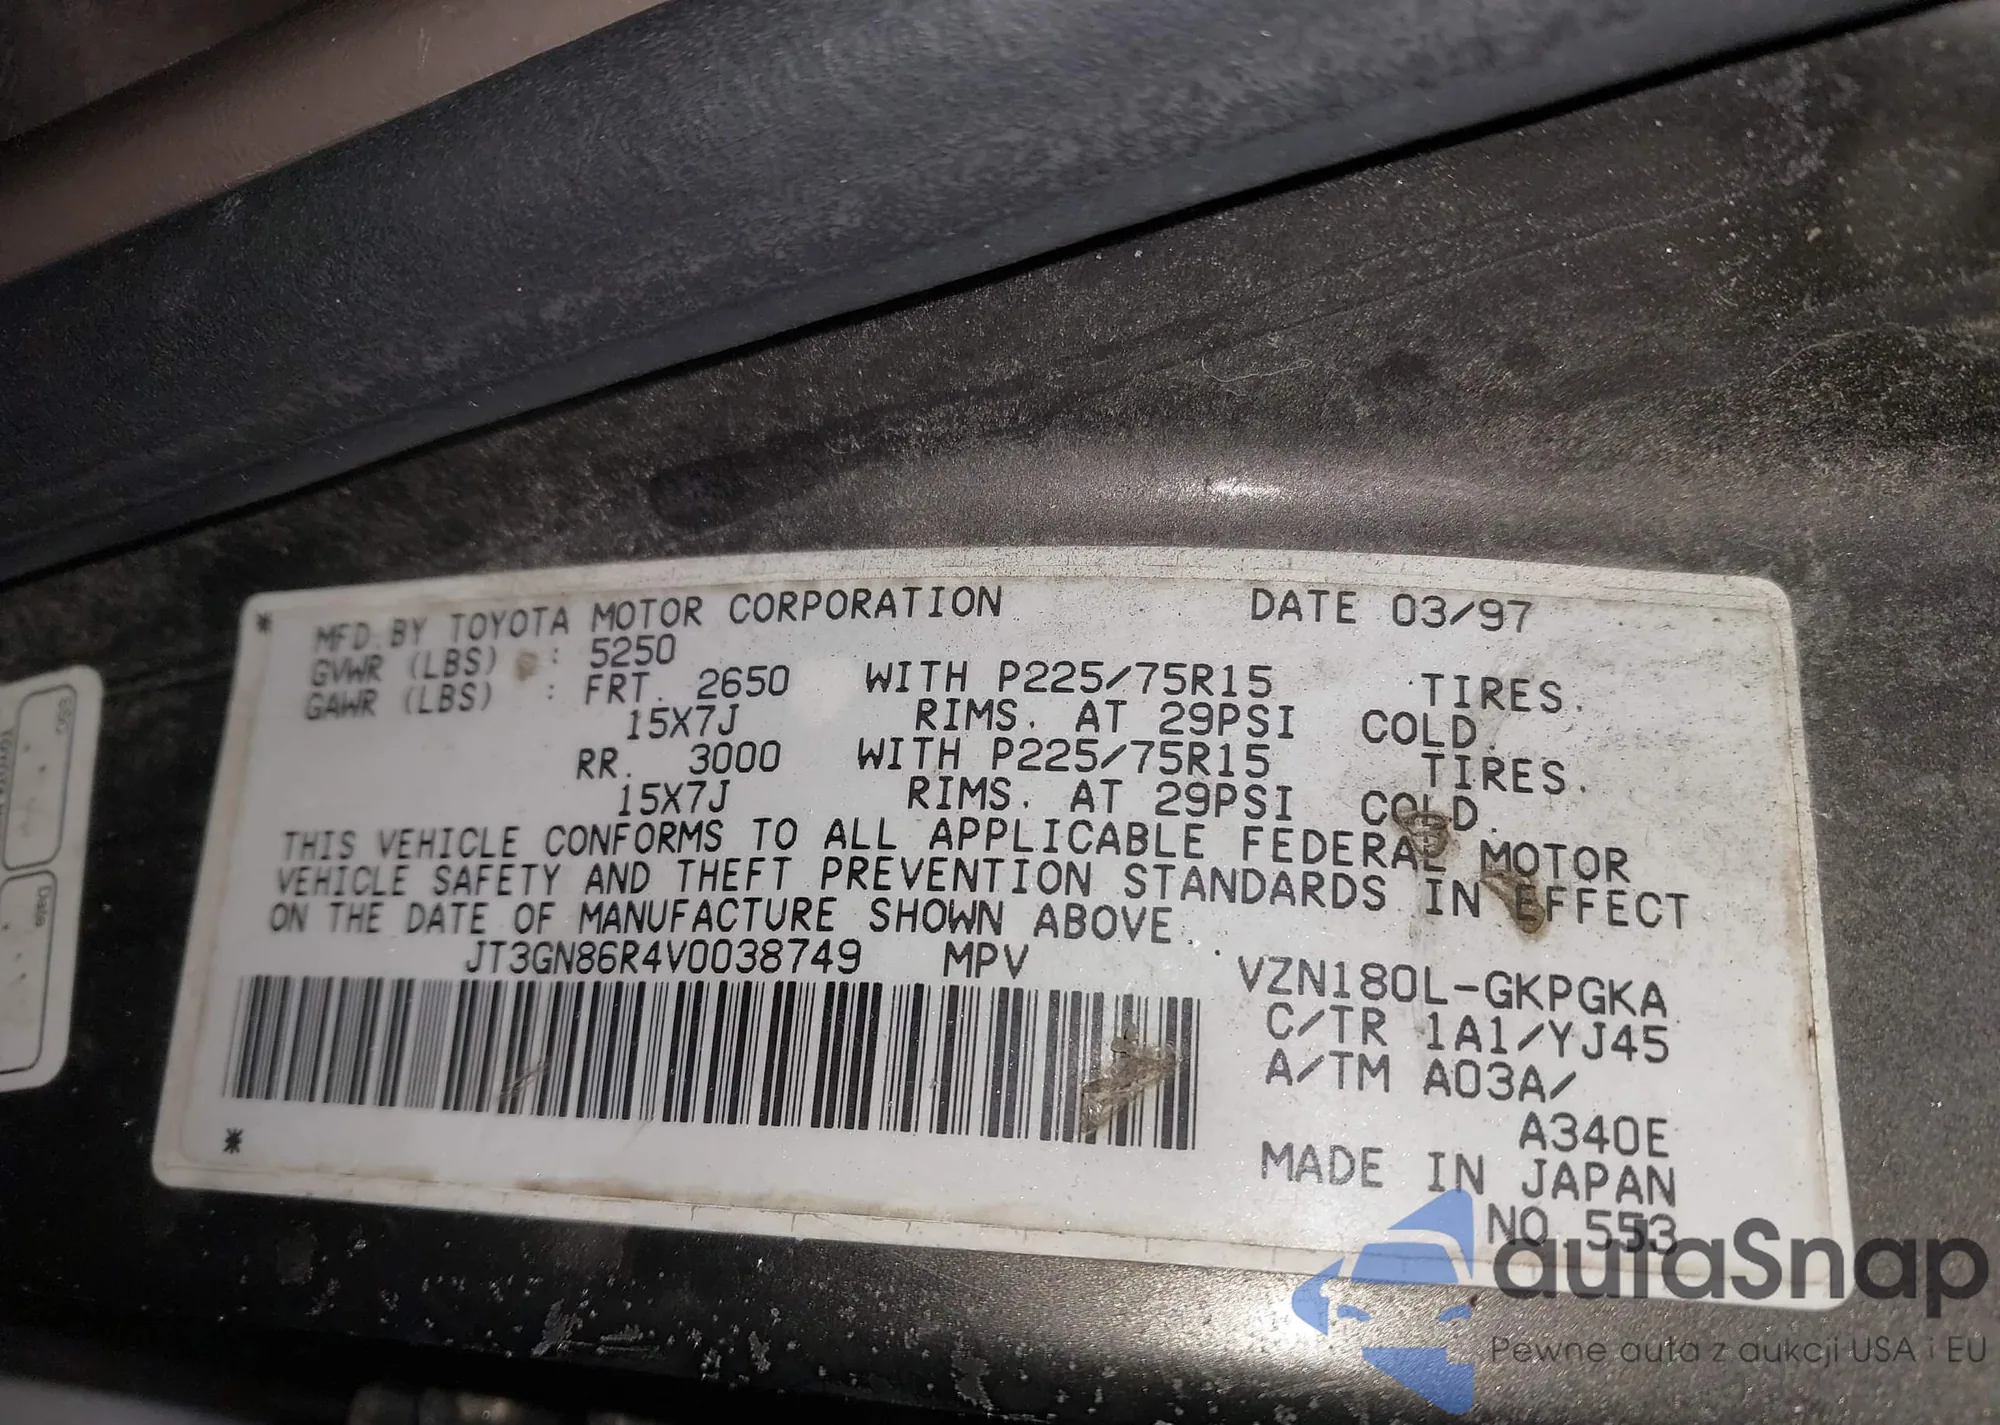 * MFD. BY TOYOTA MOTOR CORPORATION DATE 03/97
GVWR (LBS) : 5250
GAWR (LBS) : FRT. 2650 WITH P225/75R15 TIRES.
15X7J RIMS. AT 29PSI COLD.
RR. 3000 WITH P225/75R15 TIRES.
15X7J RIMS. AT 29PSI COLD.
THIS VEHICLE CONFORMS TO ALL APPLICABLE FEDERAL MOTOR
VEHICLE SAFETY AND THEFT PREVENTION STANDARDS IN EFFECT
ON THE DATE OF MANUFACTURE SHOWN ABOVE.
JT3GN86R4V0038749 MPV VZN180L-GKPGKA
C/TR 1A1/YJ45
A/TM A03A/
A340E
* MADE IN JAPAN
NO 553
Date
autaSnap
Pewne auta z aukcji USA i EU